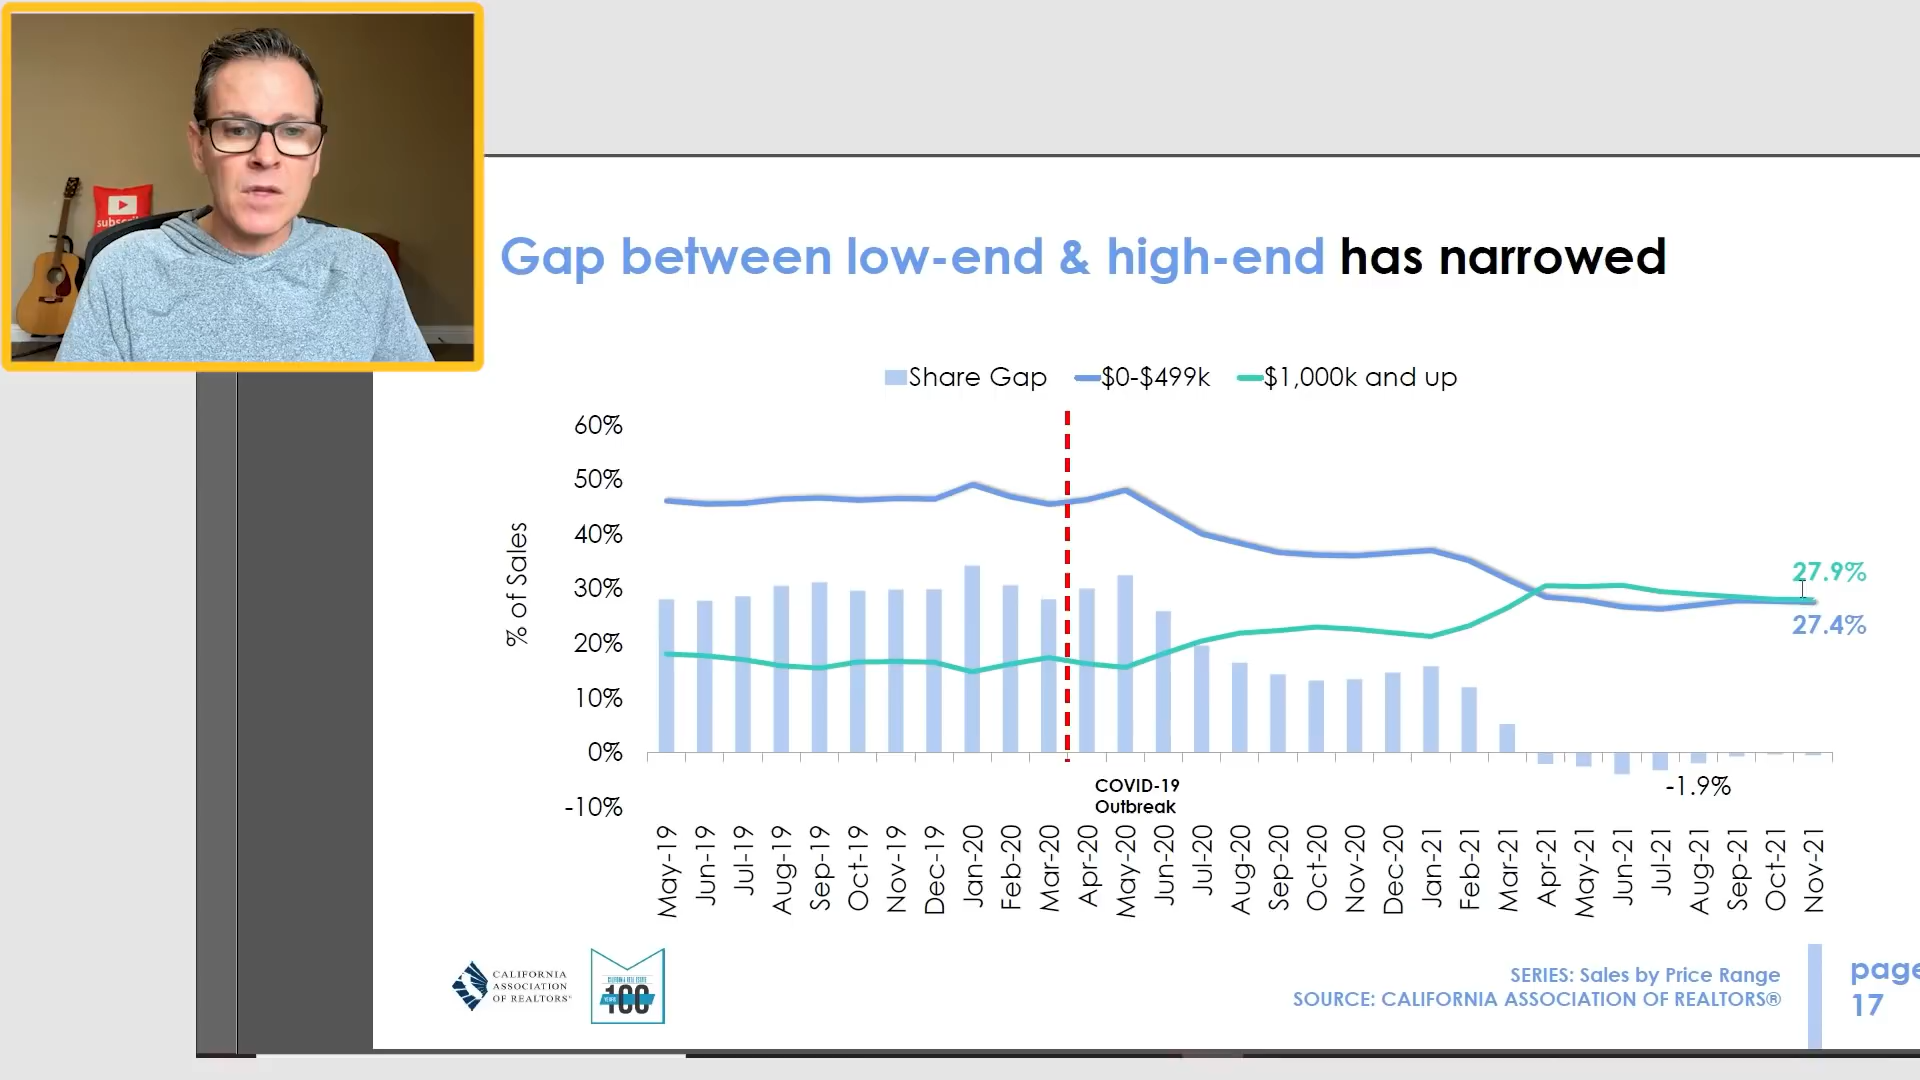 subscri
Gap between low-end & high-end has narrowed
Share Gap
$0-$499k
$1,000k and up
60%
50%
40%
30%
20%
10%
0%
-10%
% of Sales
27.9%
27.4%
-1.9%
COVID-19
Outbreak
May-19
Jun-19
Jul-19
Aug-19
Sep-19
Oct-19
Nov-19
Dec-19
Jan-20
Feb-20
Mar-20
Apr-20
May-20
Jun-20
Jul-20
Aug-20
Sep-20
Oct-20
Nov-20
Dec-20
Jan-21
Feb-21
Mar-21
Apr-21
May-21
Jun-21
Jul-21
Aug-21
Sep-21
Oct-21
Nov-21
CALIFORNIA
ASSOCIATION
OF REALTORS®
YEARS
100
SERIES: Sales by Price Range
SOURCE: CALIFORNIA ASSOCIATION OF REALTORS®
page
17